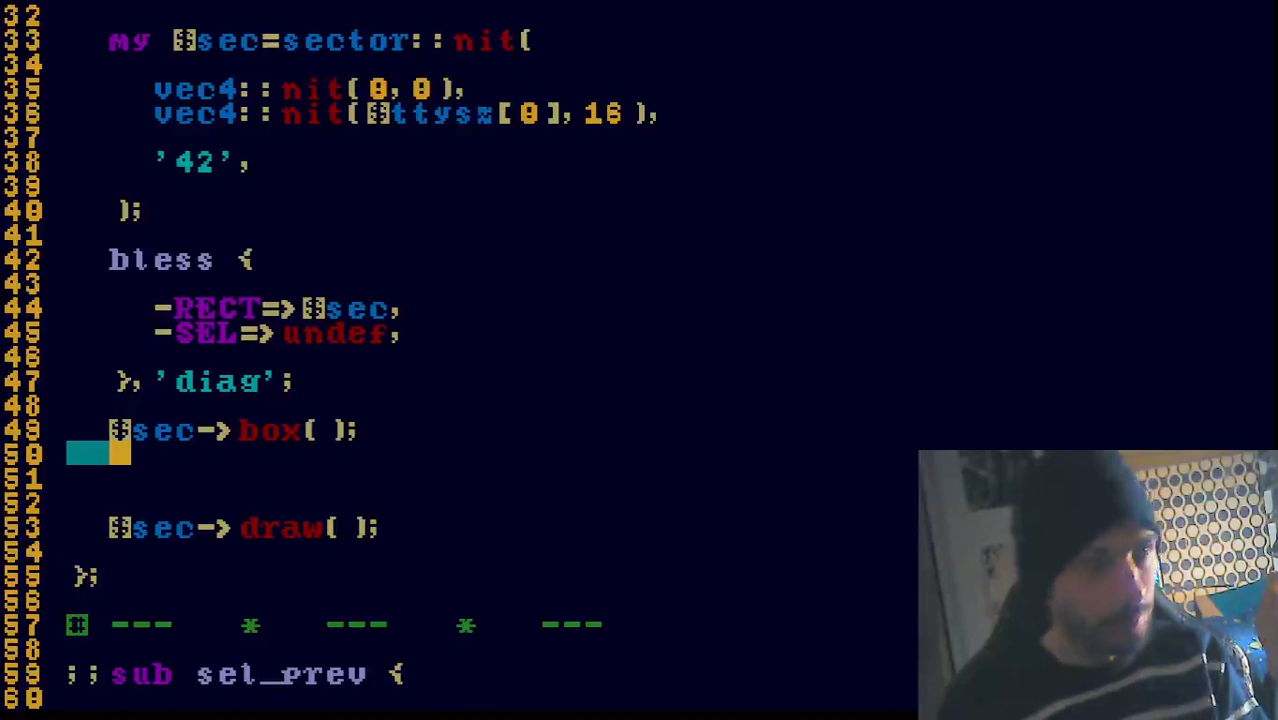 32
33 my $sec=sector::nit(
34
35 vec4::nit(0,0),
36 vec4::nit($ttysz[0],16),
37
38 '42',
39
40 );
41
42 bless {
43
44 -RECT=>$sec,
45 -SEL=>undef,
46
47 },'diag';
48
49 $sec->box();
50
51
52
53 $sec->draw();
54
55 };
56
57 # --- * --- * ---
58
59 ;;sub sel_prev {
60